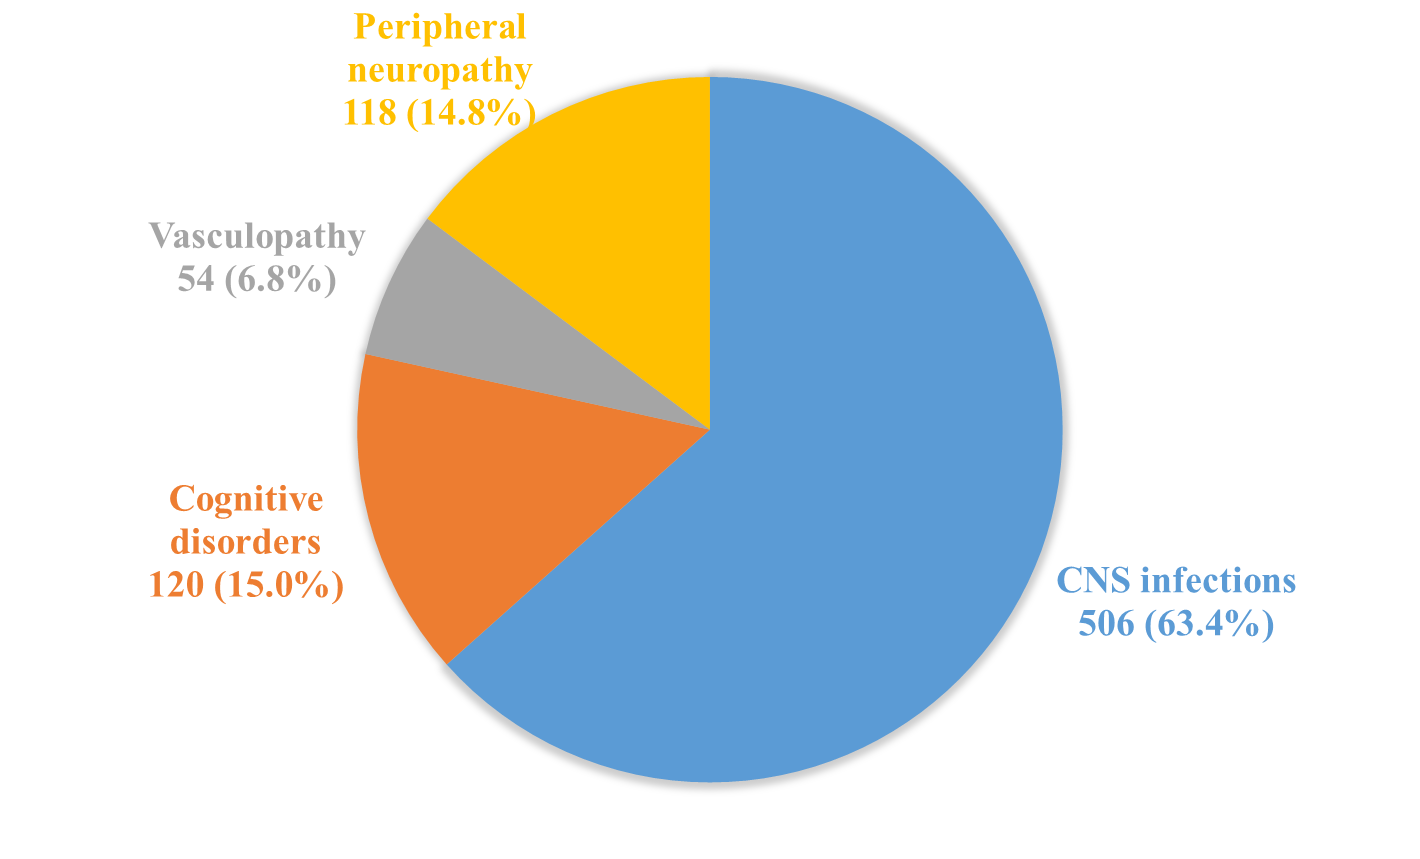 Peripheral
neuropathy
118 (14.8%)
Vasculopathy
54 (6.8%)
Cognitive
disorders
120 (15.0%)
CNS infections
506 (63.4%)